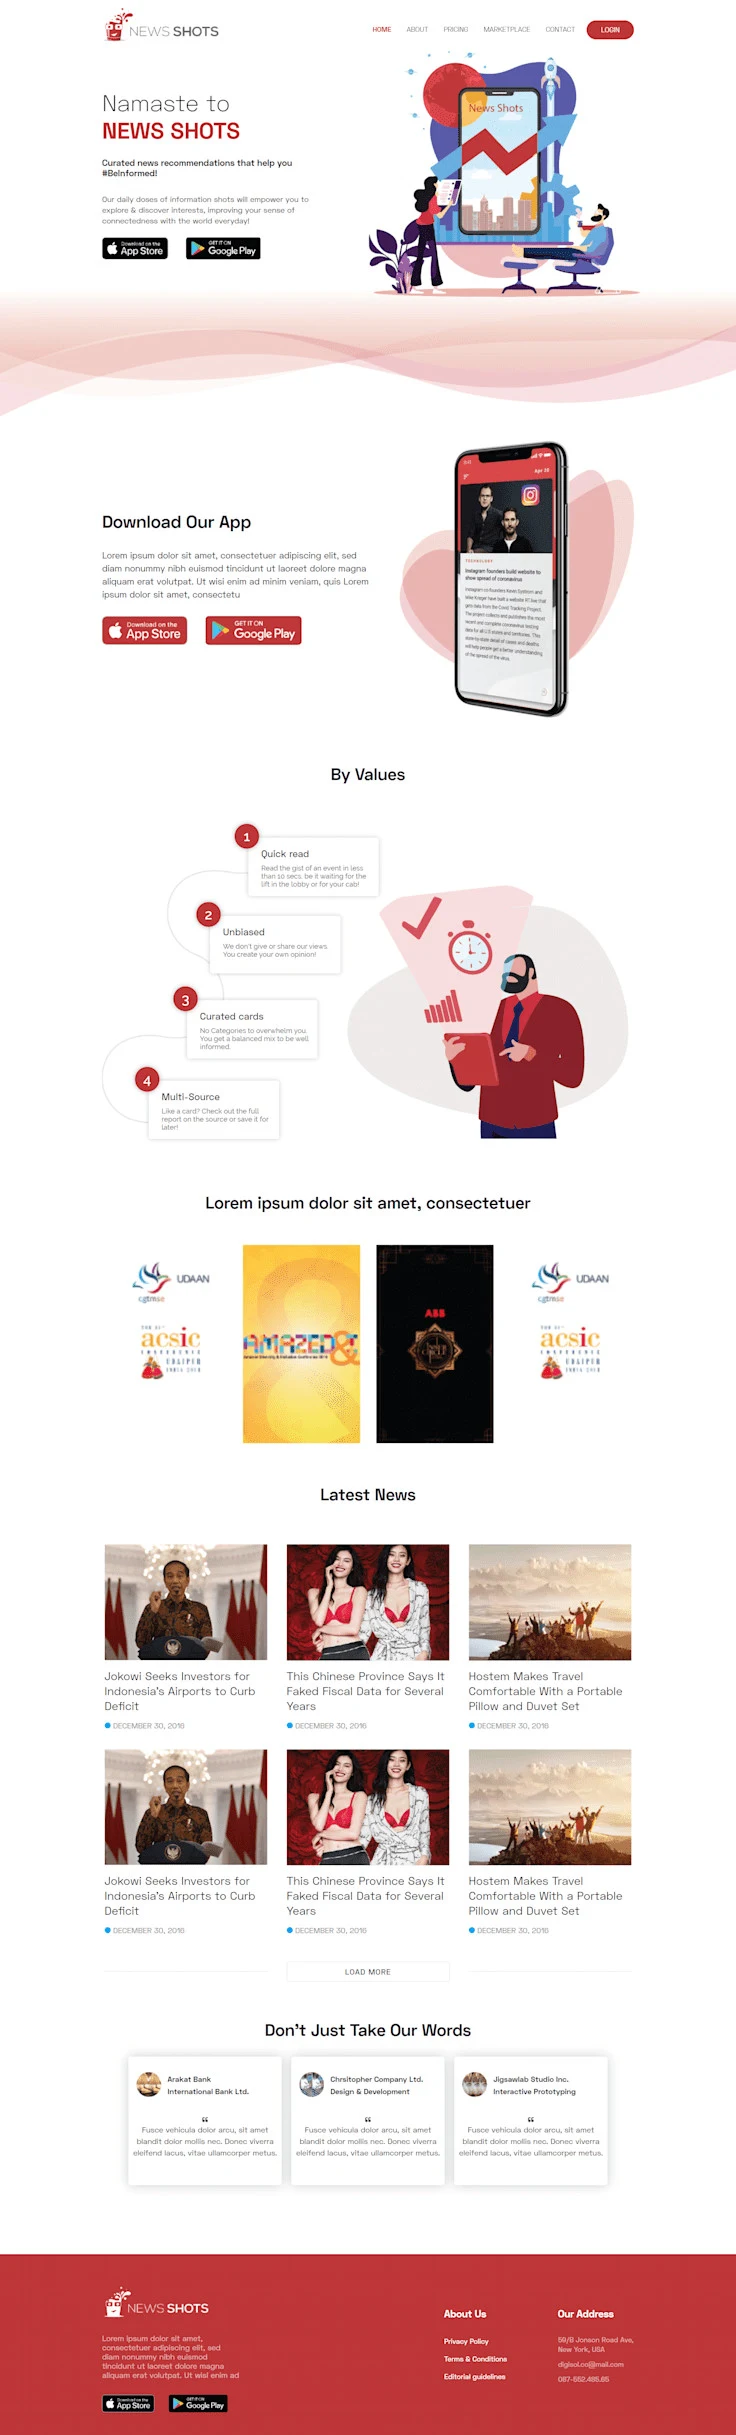 NEWS SHOTS
HOME ABOUT PRICING MARKETPLACE CONTACT LOGIN
Namaste to
NEWS SHOTS
Curated news recommendations that help you
#BeInformed!
Our daily doses of information shots will empower you to
explore & discover interests, improving your sense of
connectedness with the world everyday!
Download on the
App Store
GET IT ON
Google Play
News Shots
Download Our App
Lorem ipsum dolor sit amet, consectetuer adipiscing elit, sed
diam nonummy nibh euismod tincidunt ut laoreet dolore magna
aliquam erat volutpat. Ut wisi enim ad minim veniam, quis Lorem
ipsum dolor sit amet, consectetu
Download on the
App Store
GET IT ON
Google Play
TECHNOLOGY
Instagram founders build website to
show spread of coronavirus
By Values
1
Quick read
Read the gist of an event in less
than 10 secs. be it waiting for the
lift in the lobby or for your cab!
2
Unbiased
We don't give or share our views
You create your own opinion!
3
Curated cards
No Categories to overwhelm you.
You get a balanced mix to be well
informed.
4
Multi-Source
Like a card? Check out the full
report on the source or save it for
later!
Lorem ipsum dolor sit amet, consectetuer
UDAAN
cgtmse
acsic
CONFERENCE
UDAIPUR
INDIA 2018
AMAZED &
ABB
UDAAN
cgtmse
acsic
CONFERENCE
UDAIPUR
INDIA 2018
Latest News
Jokowi Seeks Investors for
Indonesia's Airports to Curb
Deficit
DECEMBER 30, 2016
This Chinese Province Says It
Faked Fiscal Data for Several
Years
DECEMBER 30, 2016
Hostem Makes Travel
Comfortable With a Portable
Pillow and Duvet Set
DECEMBER 30, 2016
Jokowi Seeks Investors for
Indonesia's Airports to Curb
Deficit
DECEMBER 30, 2016
This Chinese Province Says It
Faked Fiscal Data for Several
Years
DECEMBER 30, 2016
Hostem Makes Travel
Comfortable With a Portable
Pillow and Duvet Set
DECEMBER 30, 2016
LOAD MORE
Don't Just Take Our Words
Arakat Bank
International Bank Ltd.
“
Fusce vehicula dolor arcu, sit amet
blandit dolor mollis nec. Donec viverra
eleifend lacus, vitae ullamcorper metus.
Chrsitopher Company Ltd.
Design & Development
“
Fusce vehicula dolor arcu, sit amet
blandit dolor mollis nec. Donec viverra
eleifend lacus, vitae ullamcorper metus.
Jigsawlab Studio Inc.
Interactive Prototyping
“
Fusce vehicula dolor arcu, sit amet
blandit dolor mollis nec. Donec viverra
eleifend lacus, vitae ullamcorper metus.
NEWS SHOTS
Lorem ipsum dolor sit amet,
consectetuer adipiscing elit, sed
diam nonummy nibh euismod
tincidunt ut laoreet dolore magna
aliquam erat volutpat. Ut wisi enim ad
Download on the
App Store
GET IT ON
Google Play
About Us
Privacy Policy
Terms & Conditions
Editorial guidelines
Our Address
59/B Jonson Road Ave,
New York, USA
digisol.co@mail.com
087-652.485.65